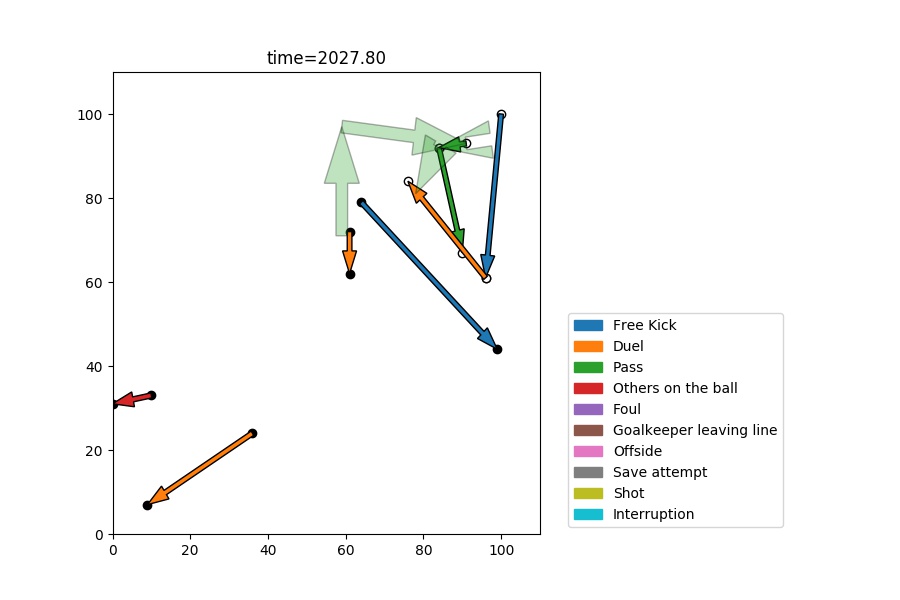 time=2027.80
100
80
60
40
20
0
0 20 40 60 80 100
Free Kick
Duel
Pass
Others on the ball
Foul
Goalkeeper leaving line
Offside
Save attempt
Shot
Interruption